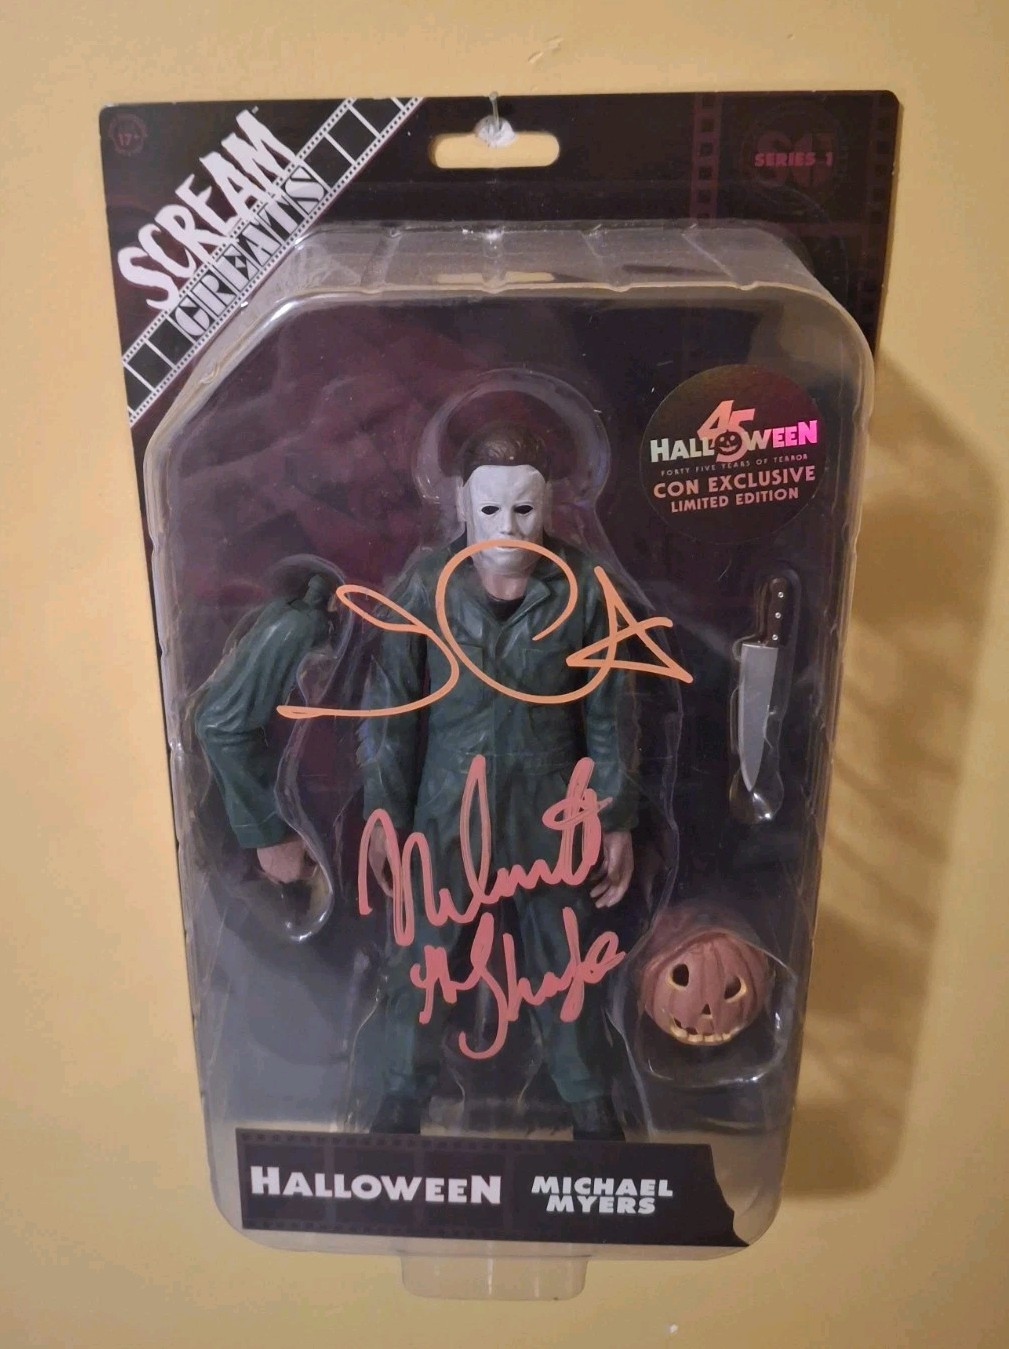 17+
SCREAM
GREATS
SERIES 1
45
HALLOWEEN
FORTY FIVE YEARS OF TERROR
CON EXCLUSIVE
LIMITED EDITION
HALLOWEEN
MICHAEL
MYERS